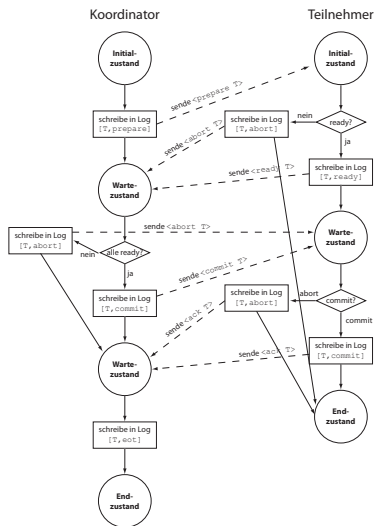 Koordinator
Teilnehmer
Initial-
zustand
Initial-
zustand
sende <prepare T>
schreibe in Log
[T,prepare]
schreibe in Log
[T,abort]
nein
ready?
sende <abort T>
ja
sende <ready T>
schreibe in Log
[T,ready]
Warte-
zustand
sende <abort T>
Warte-
zustand
schreibe in Log
[T,abort]
nein
alle ready?
ja
sende <commit T>
schreibe in Log
[T,commit]
schreibe in Log
[T,abort]
abort
commit?
commit
sende <ack T>
sende <ack T>
schreibe in Log
[T,commit]
Warte-
zustand
End-
zustand
schreibe in Log
[T,eot]
End-
zustand